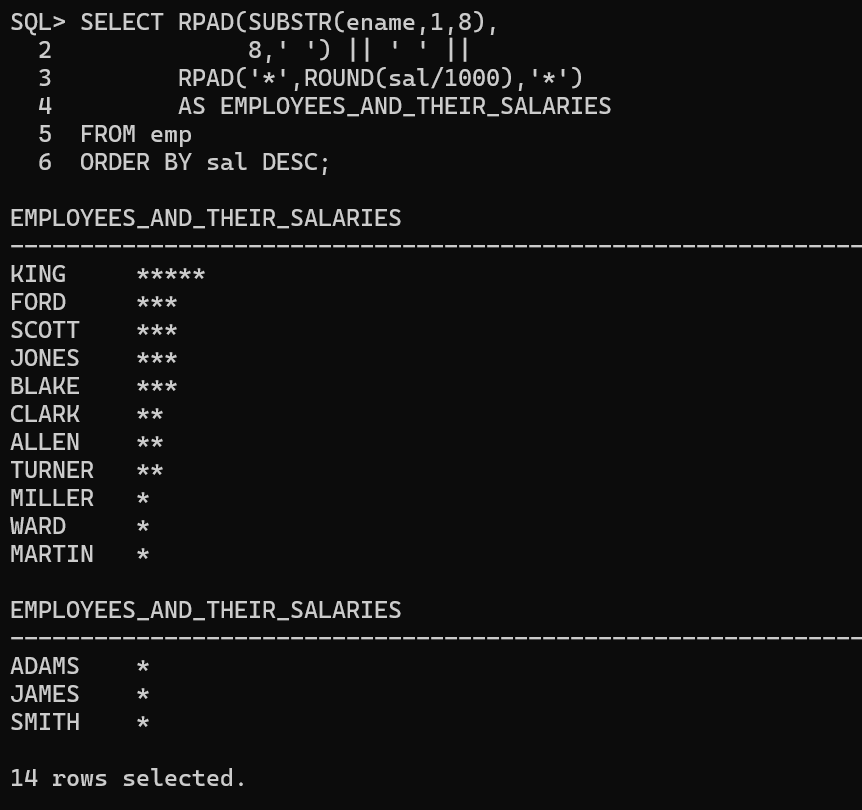 SQL> SELECT RPAD(SUBSTR(ename,1,8),
  2              8,' ') || ' ' ||
  3         RPAD('*',ROUND(sal/1000),'*')
  4         AS EMPLOYEES_AND_THEIR_SALARIES
  5  FROM emp
  6  ORDER BY sal DESC;

EMPLOYEES_AND_THEIR_SALARIES
-------------------------------------------------------------
KING     *****
FORD     ***
SCOTT    ***
JONES    ***
BLAKE    ***
CLARK    **
ALLEN    **
TURNER   **
MILLER   *
WARD     *
MARTIN   *

EMPLOYEES_AND_THEIR_SALARIES
-------------------------------------------------------------
ADAMS    *
JAMES    *
SMITH    *

14 rows selected.